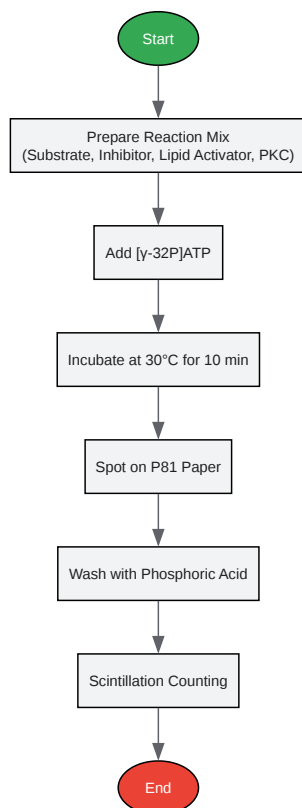 Start
Prepare Reaction Mix
(Substrate, Inhibitor, Lipid Activator, PKC)
Add [γ-32P]ATP
Incubate at 30°C for 10 min
Spot on P81 Paper
Wash with Phosphoric Acid
Scintillation Counting
End